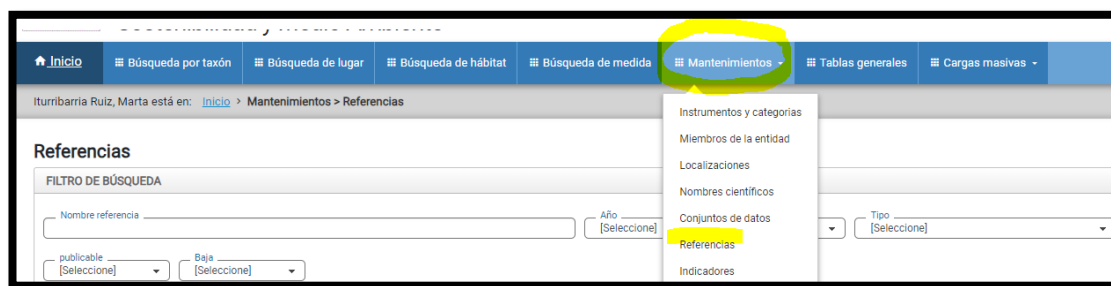 Inicio Búsqueda por taxón Búsqueda de lugar Búsqueda de hábitat Búsqueda de medida Mantenimientos Tablas generales Cargas masivas
Iturribarria Ruiz, Marta está en: Inicio > Mantenimientos > Referencias
Instrumentos y categorias
Miembros de la entidad
Localizaciones
Nombres científicos
Conjuntos de datos
Referencias
Indicadores
Referencias
FILTRO DE BÚSQUEDA
Nombre referencia Año Tipo
[Seleccione] [Seleccione]
publicable Baja
[Seleccione] [Seleccione]